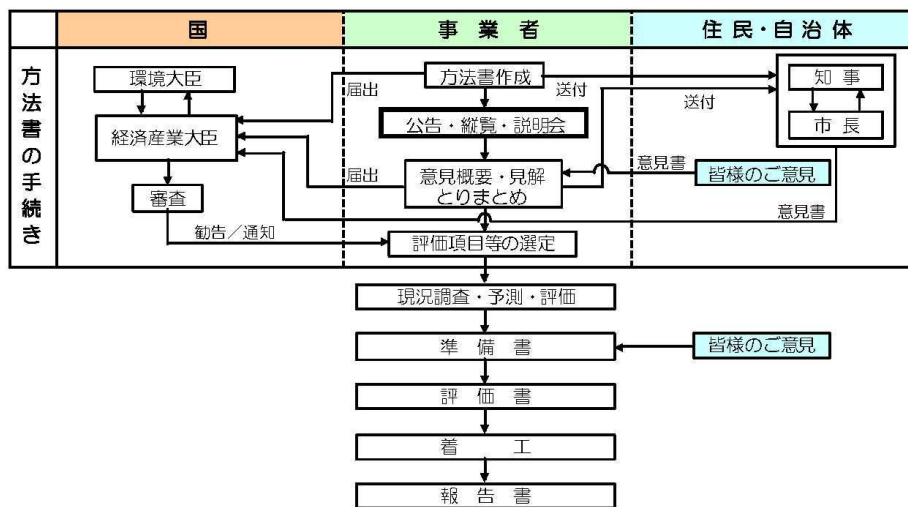 国
事業者
住民・自治体
方法書の手続き
環境大臣
届出
方法書作成
送付
知事
経済産業大臣
公告・縦覧・説明会
送付
市長
審査
届出
意見概要・見解
とりまとめ
意見書
皆様のご意見
意見書
勧告／通知
評価項目等の選定
現況調査・予測・評価
準備書
皆様のご意見
評価書
着工
報告書